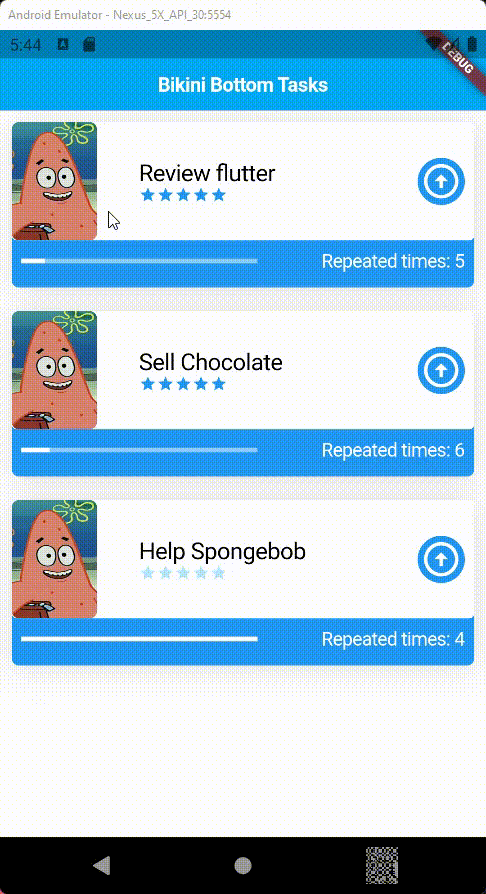 Android Emulator - Nexus_5X_API_30:5554
5:44
DEBUG
Bikini Bottom Tasks
Review flutter
Repeated times: 5
Sell Chocolate
Repeated times: 6
Help Spongebob
Repeated times: 4